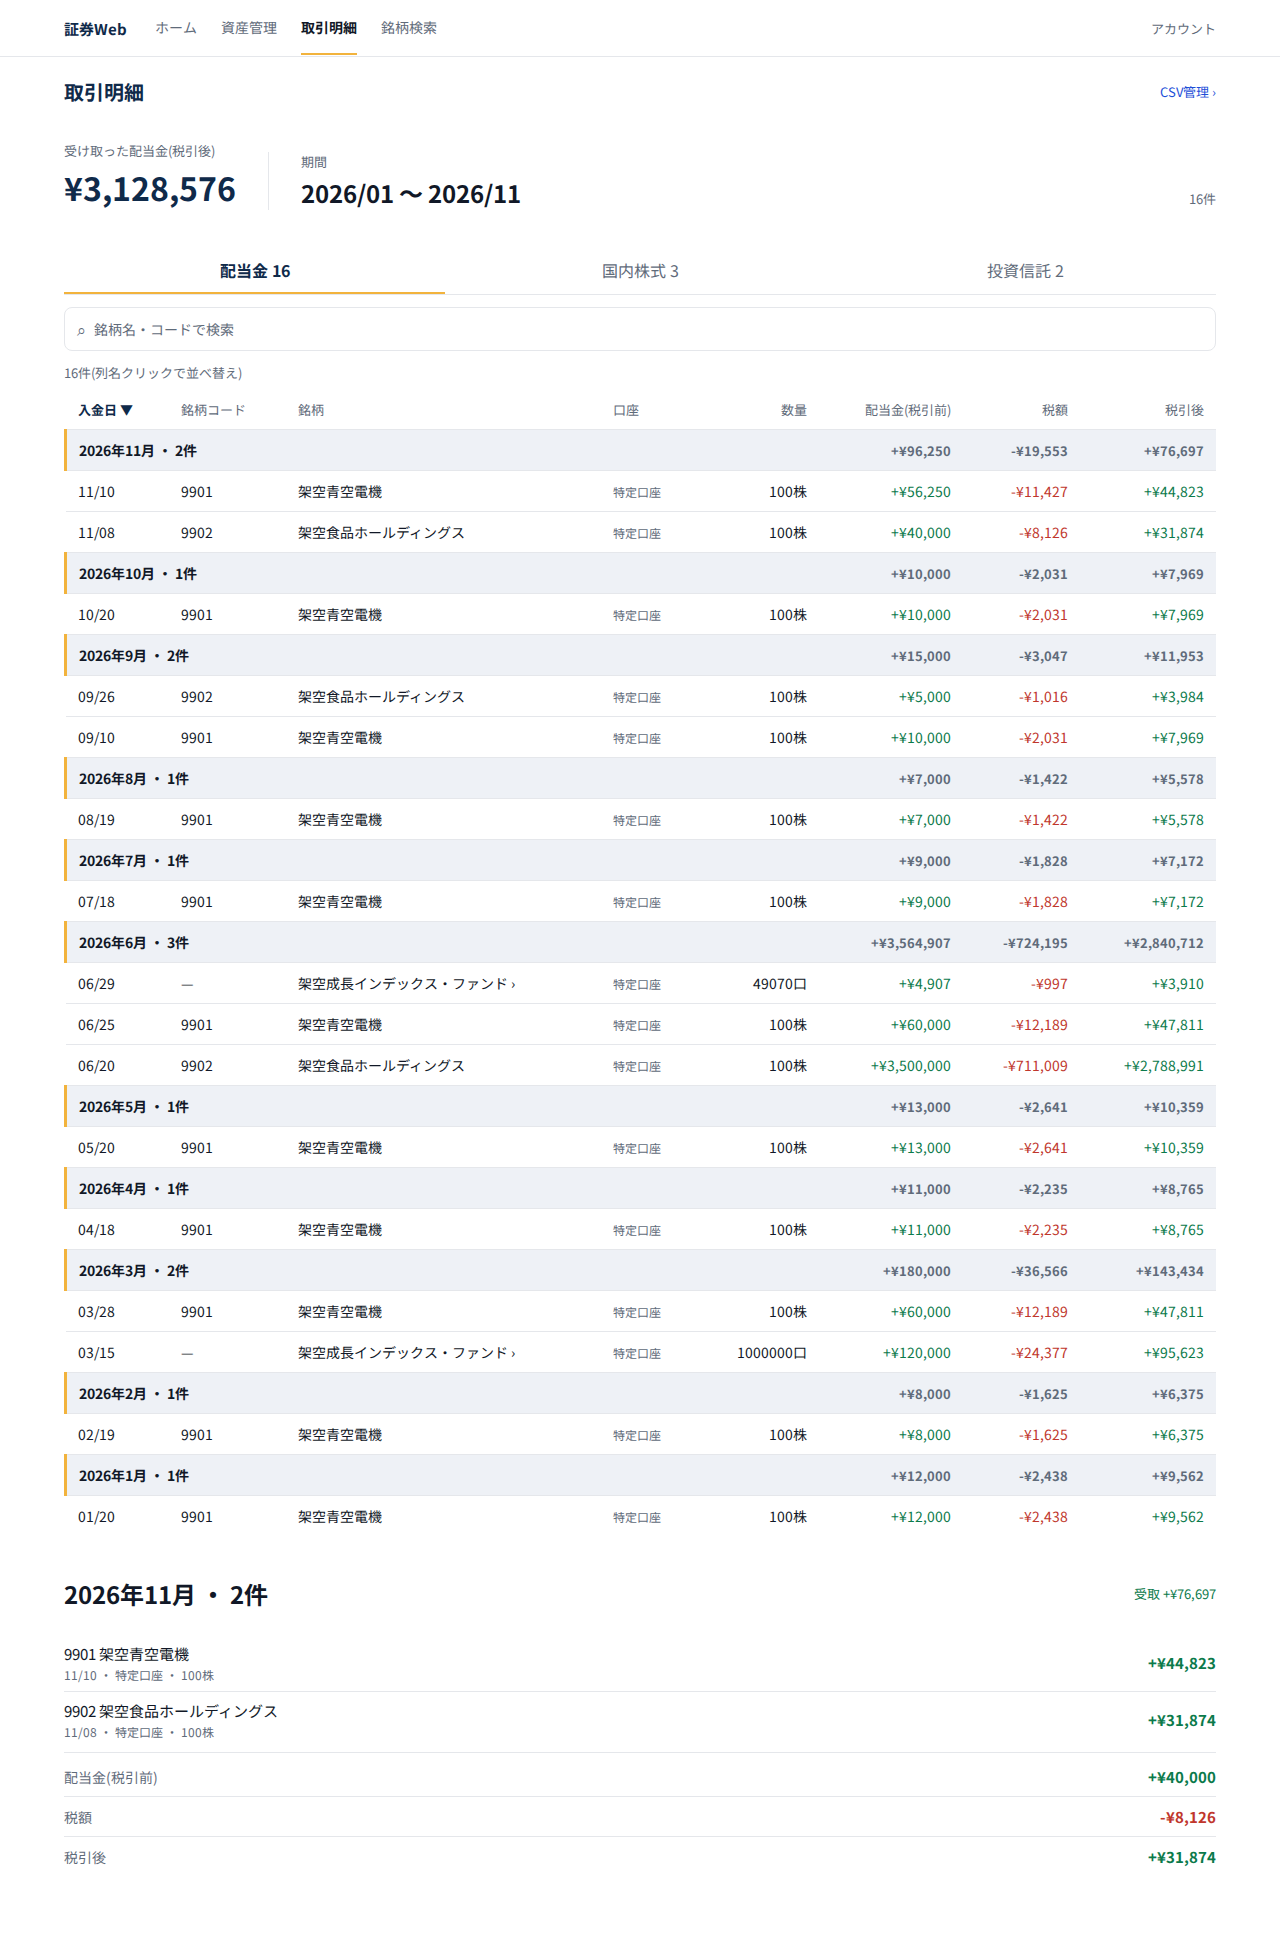 証券Web ホーム 資産管理 取引明細 銘柄検索 アカウント
取引明細 CSV管理 ›
受け取った配当金(税引後) 期間
¥3,128,576 2026/01 〜 2026/11 16件
配当金 16 国内株式 3 投資信託 2
⌕ 銘柄名・コードで検索
16件(列名クリックで並べ替え)
入金日 ▼ 銘柄コード 銘柄 口座 数量 配当金(税引前) 税額 税引後
2026年11月 ・ 2件 +¥96,250 -¥19,553 +¥76,697
11/10 9901 架空青空電機 特定口座 100株 +¥56,250 -¥11,427 +¥44,823
11/08 9902 架空食品ホールディングス 特定口座 100株 +¥40,000 -¥8,126 +¥31,874
2026年10月 ・ 1件 +¥10,000 -¥2,031 +¥7,969
10/20 9901 架空青空電機 特定口座 100株 +¥10,000 -¥2,031 +¥7,969
2026年9月 ・ 2件 +¥15,000 -¥3,047 +¥11,953
09/26 9902 架空食品ホールディングス 特定口座 100株 +¥5,000 -¥1,016 +¥3,984
09/10 9901 架空青空電機 特定口座 100株 +¥10,000 -¥2,031 +¥7,969
2026年8月 ・ 1件 +¥7,000 -¥1,422 +¥5,578
08/19 9901 架空青空電機 特定口座 100株 +¥7,000 -¥1,422 +¥5,578
2026年7月 ・ 1件 +¥9,000 -¥1,828 +¥7,172
07/18 9901 架空青空電機 特定口座 100株 +¥9,000 -¥1,828 +¥7,172
2026年6月 ・ 3件 +¥3,564,907 -¥724,195 +¥2,840,712
06/29 — 架空成長インデックス・ファンド › 特定口座 49070口 +¥4,907 -¥997 +¥3,910
06/25 9901 架空青空電機 特定口座 100株 +¥60,000 -¥12,189 +¥47,811
06/20 9902 架空食品ホールディングス 特定口座 100株 +¥3,500,000 -¥711,009 +¥2,788,991
2026年5月 ・ 1件 +¥13,000 -¥2,641 +¥10,359
05/20 9901 架空青空電機 特定口座 100株 +¥13,000 -¥2,641 +¥10,359
2026年4月 ・ 1件 +¥11,000 -¥2,235 +¥8,765
04/18 9901 架空青空電機 特定口座 100株 +¥11,000 -¥2,235 +¥8,765
2026年3月 ・ 2件 +¥180,000 -¥36,566 +¥143,434
03/28 9901 架空青空電機 特定口座 100株 +¥60,000 -¥12,189 +¥47,811
03/15 — 架空成長インデックス・ファンド › 特定口座 1000000口 +¥120,000 -¥24,377 +¥95,623
2026年2月 ・ 1件 +¥8,000 -¥1,625 +¥6,375
02/19 9901 架空青空電機 特定口座 100株 +¥8,000 -¥1,625 +¥6,375
2026年1月 ・ 1件 +¥12,000 -¥2,438 +¥9,562
01/20 9901 架空青空電機 特定口座 100株 +¥12,000 -¥2,438 +¥9,562
2026年11月 ・ 2件 受取 +¥76,697
9901 架空青空電機 +¥44,823
11/10 ・ 特定口座 ・ 100株
9902 架空食品ホールディングス +¥31,874
11/08 ・ 特定口座 ・ 100株
配当金(税引前) +¥40,000
税額 -¥8,126
税引後 +¥31,874